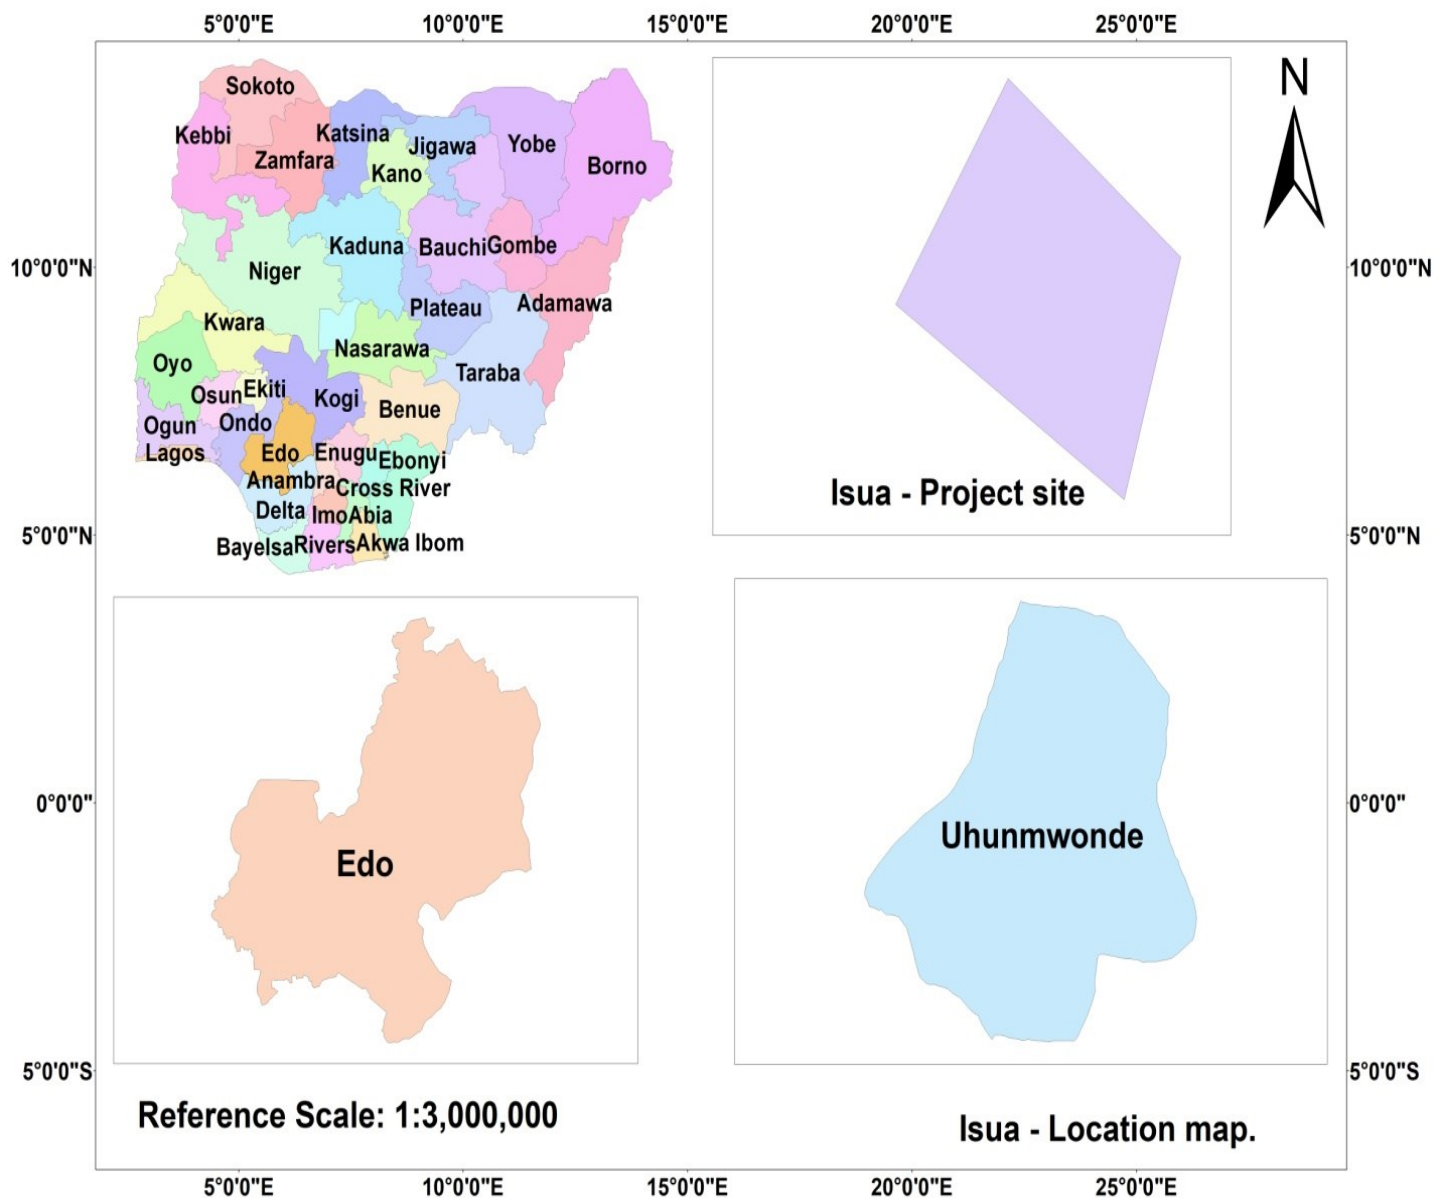 5°0'0"E 10°0'0"E 15°0'0"E 20°0'0"E 25°0'0"E
N
Sokoto
Kebbi
Katsina
Jigawa
Yobe
Zamfara
Kano
Borno
Kaduna
Bauchi
Gombe
10°0'0"N
10°0'0"N
Niger
Plateau
Adamawa
Kwara
Nasarawa
Oyo
Taraba
Osun
Ekiti
Kogi
Benue
Ogun
Ondo
Lagos
Edo
Enugu
Ebonyi
Anambra
Cross River
Delta
Imo
Abia
Isua - Project site
5°0'0"N
5°0'0"N
Bayelsa
Rivers
Akwa Ibom
0°0'0"
0°0'0"
Edo
Uhunmwonde
5°0'0"S
5°0'0"S
Reference Scale: 1:3,000,000
Isua - Location map.
5°0'0"E 10°0'0"E 15°0'0"E 20°0'0"E 25°0'0"E